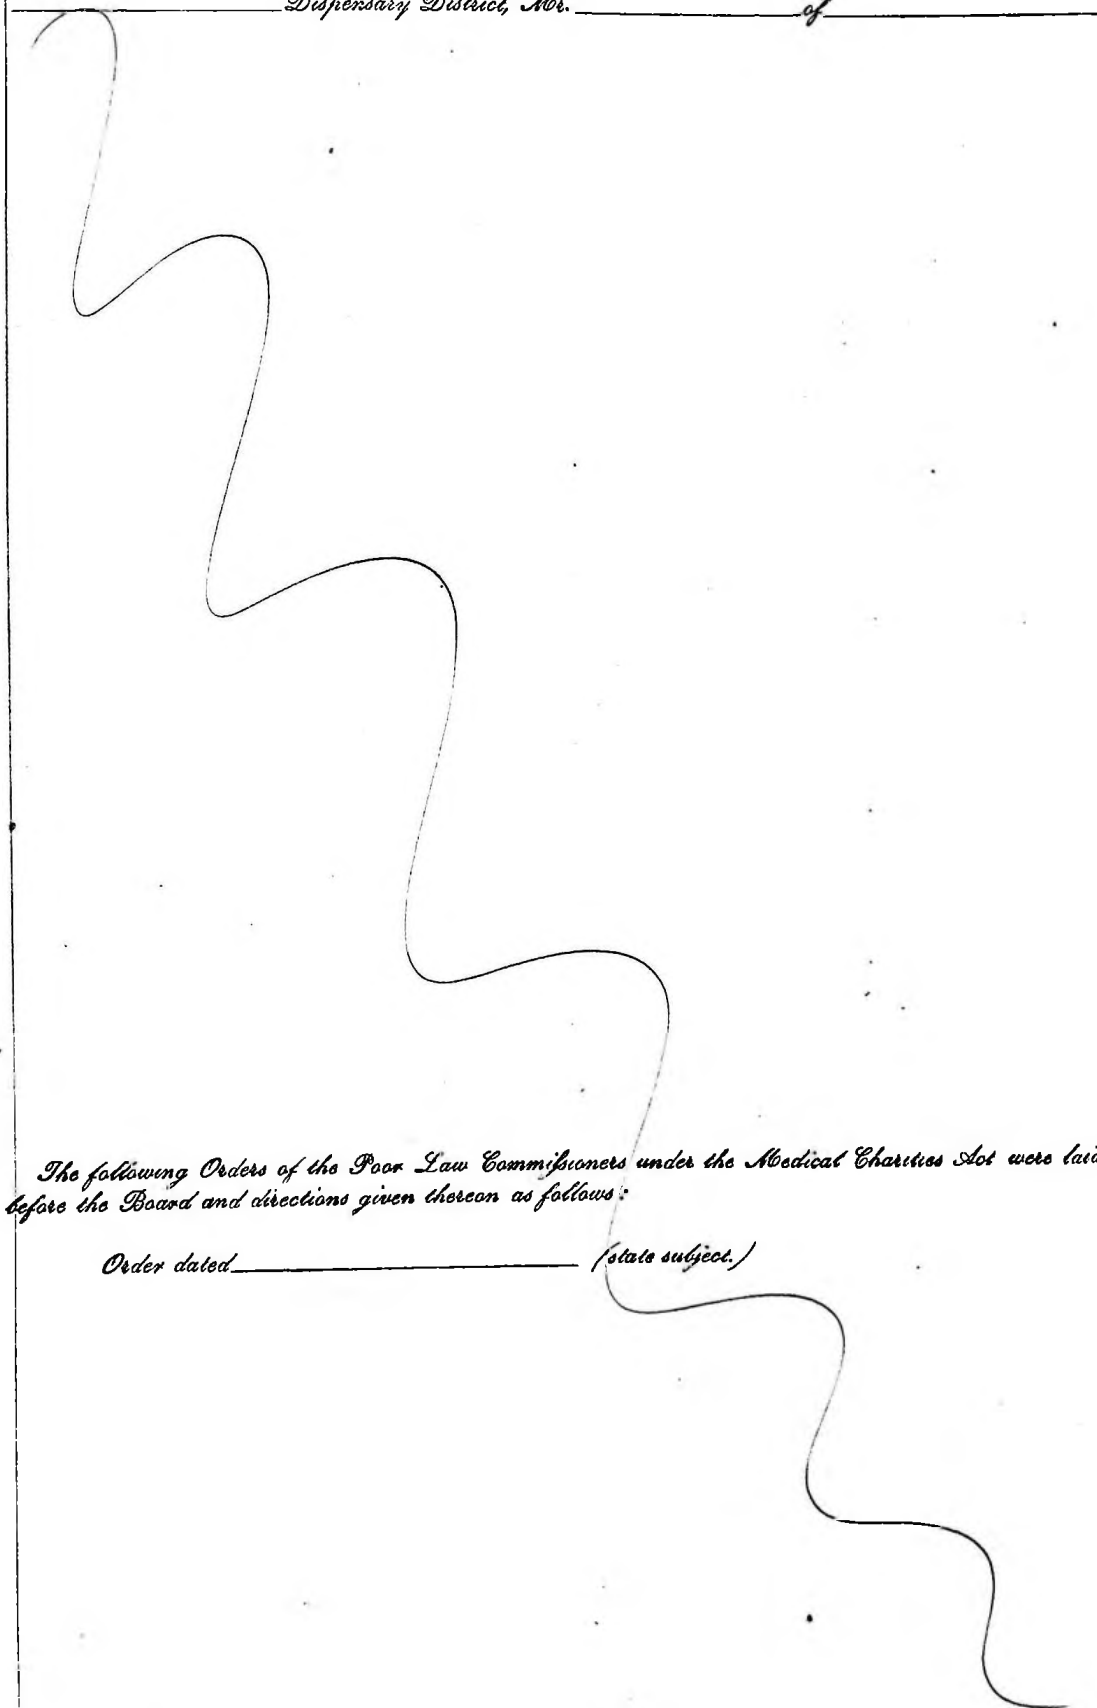 Dispensary District, Mr. of
The following Orders of the Poor Law Commissioners under the Medical Charities Act were laid
before the Board and directions given thereon as follows:
Order dated (state subject.)